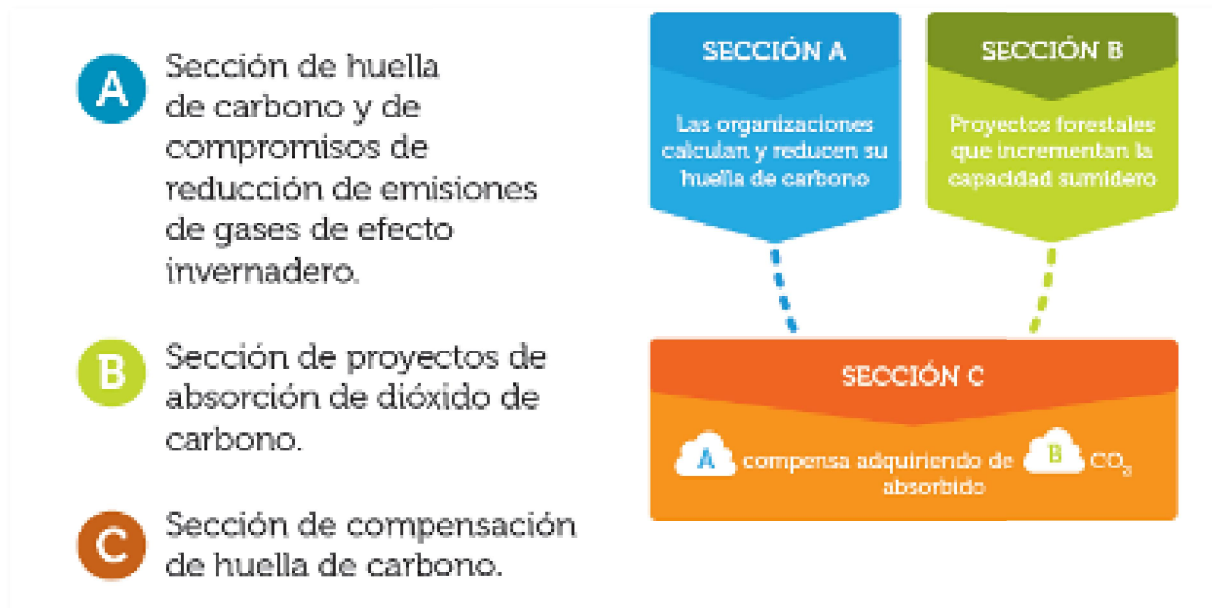 A
Sección de huella
de carbono y de
compromisos de
reducción de emisiones
de gases de efecto
invernadero.
B
Sección de proyectos de
absorción de dióxido de
carbono.
C
Sección de compensación
de huella de carbono.
SECCIÓN A
Las organizaciones
calculan y reducen su
huella de carbono
SECCIÓN B
Proyectos forestales
que incrementan la
capacidad sumidero
SECCIÓN C
A compensa adquiriendo de B CO₂
absorbido